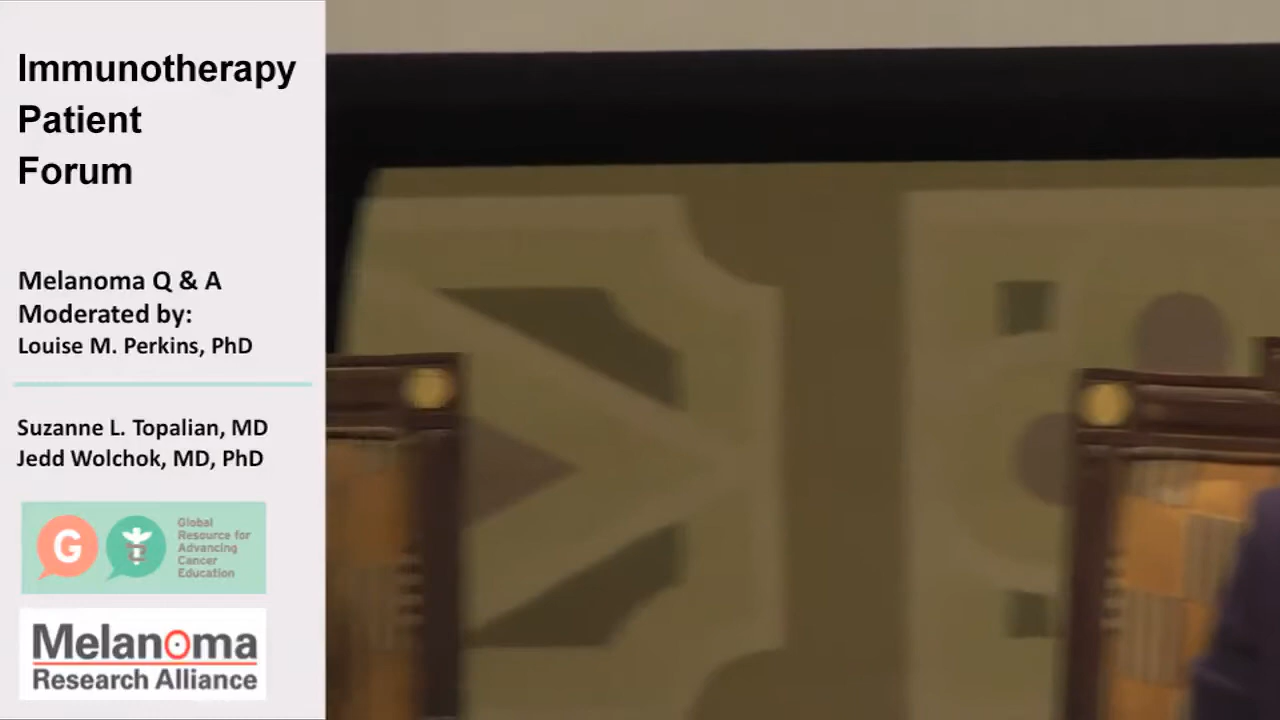 Immunotherapy
Patient
Forum
Melanoma Q & A
Moderated by:
Louise M. Perkins, PhD
Suzanne L. Topalian, MD
Jedd Wolchok, MD, PhD
G
Global
Resource for
Advancing
Cancer
Education
Melanoma
Research Alliance